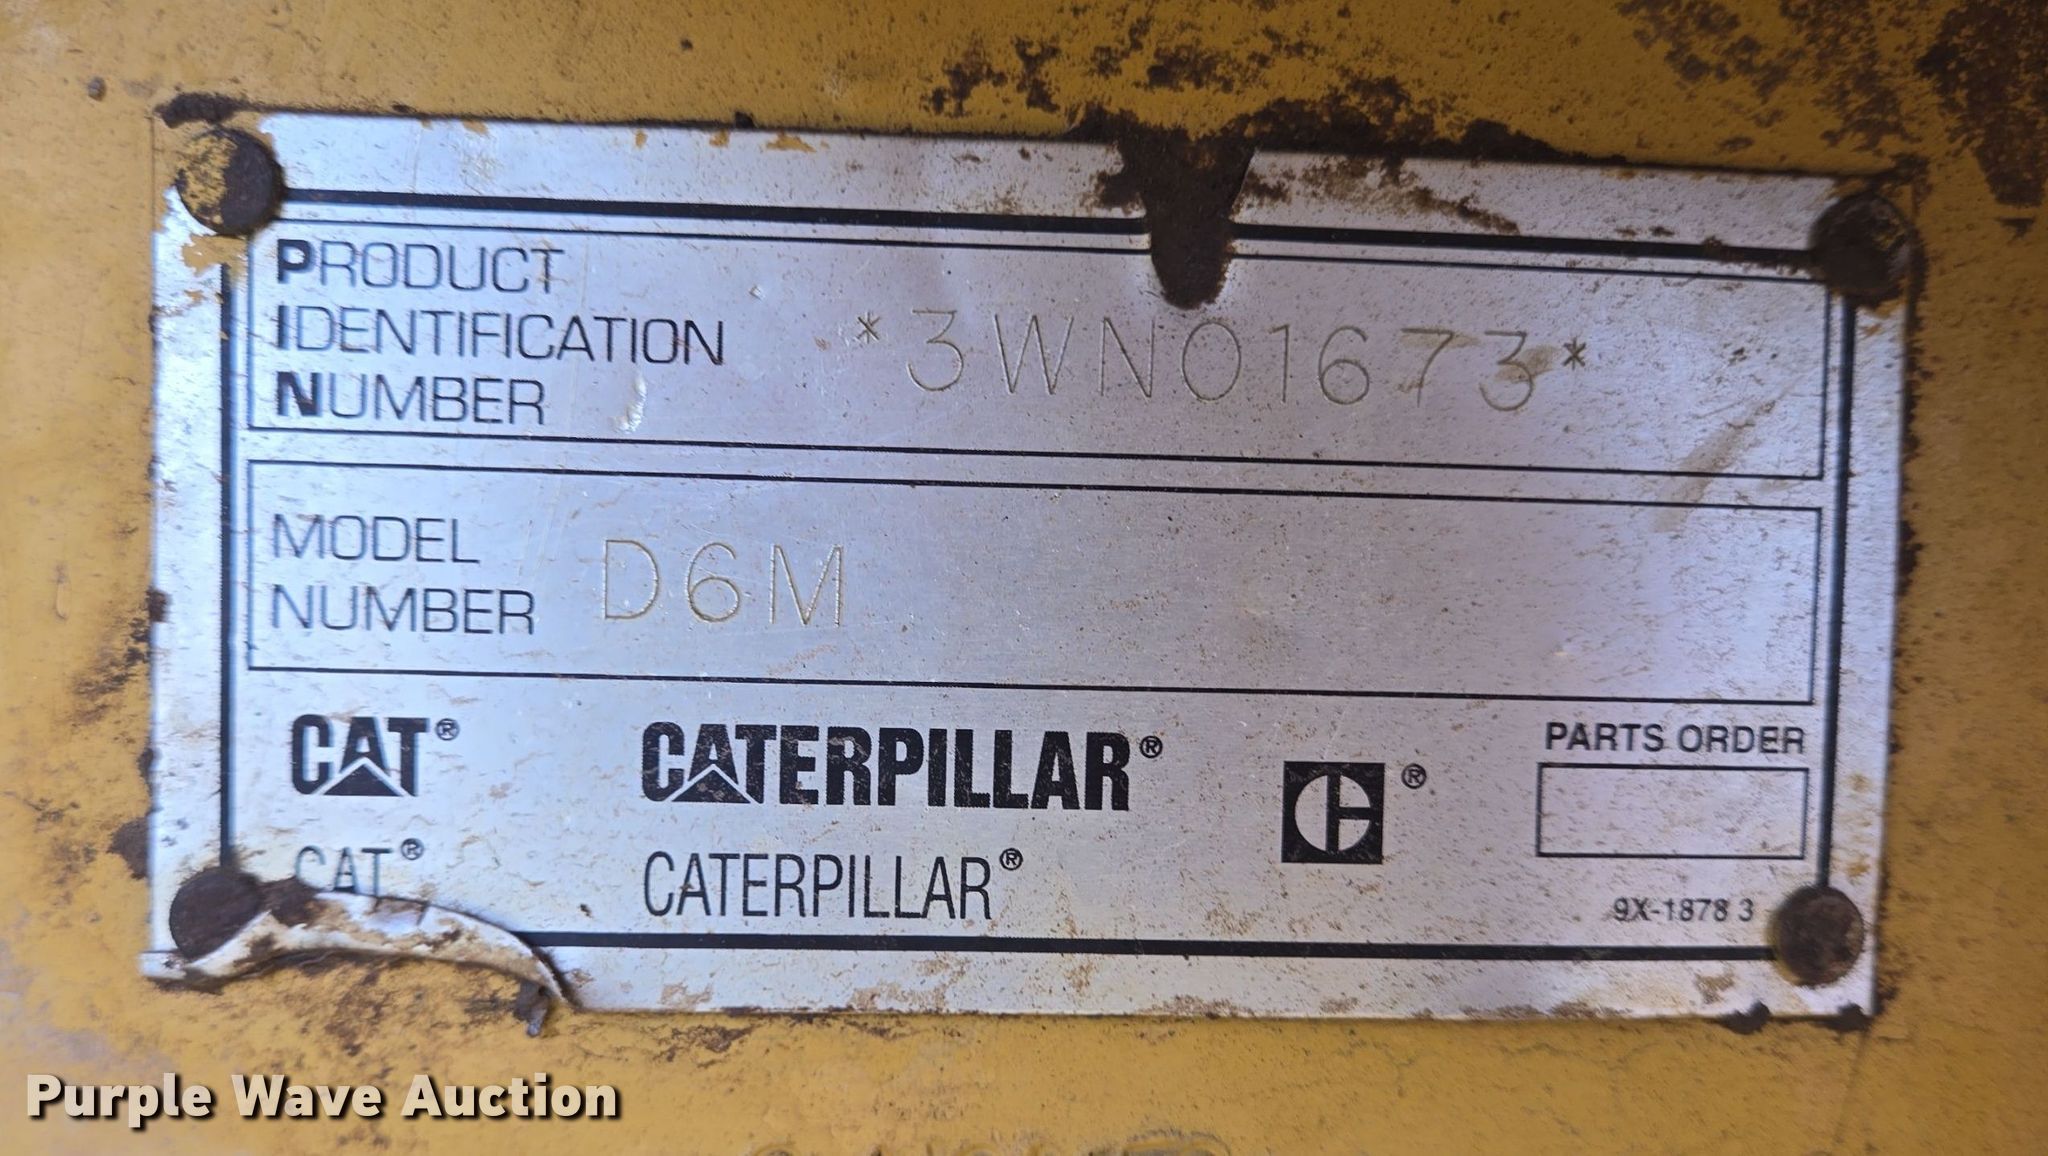 PRODUCT
IDENTIFICATION
NUMBER
*3WN01673*
MODEL
NUMBER
D6M
CAT®
CATERPILLAR®
PARTS ORDER
®
CAT®
CATERPILLAR®
9X-1878 3
Purple Wave Auction